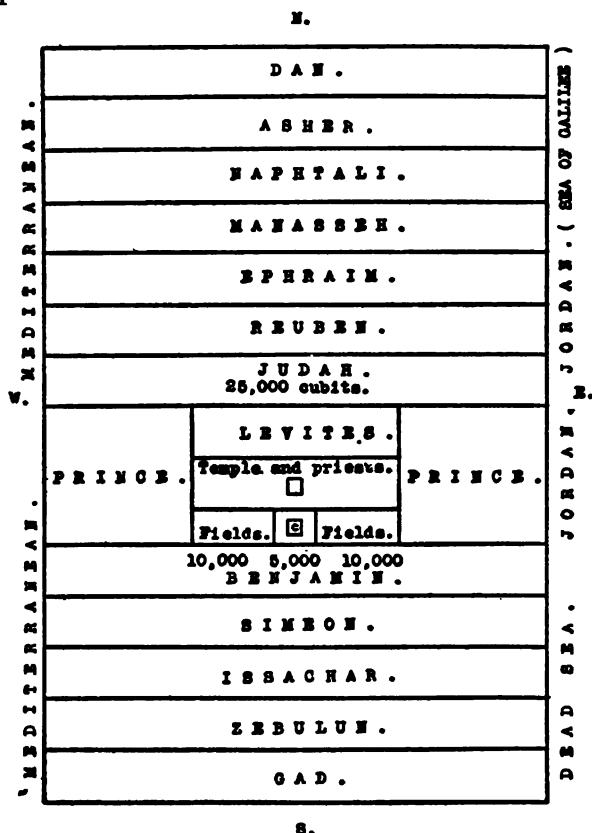 N.
DAN.
ASHER.
NAPHTALI.
MANASSEH.
EPHRAIM.
REUBEN.
JUDAH.
25,000 cubits.
W.
E.
MEDITERRANEAN.
JORDAN. (SEA OF GALILEE)
LEVITES.
PRINCE.
Temple and priests.
PRINCE.
JORDAN.
Fields.
C
Fields.
10,000 5,000 10,000
BENJAMIN.
SIMEON.
ISSACHAR.
ZEBULUN.
GAD.
MEDITERRANEAN.
DEAD SEA.
S.